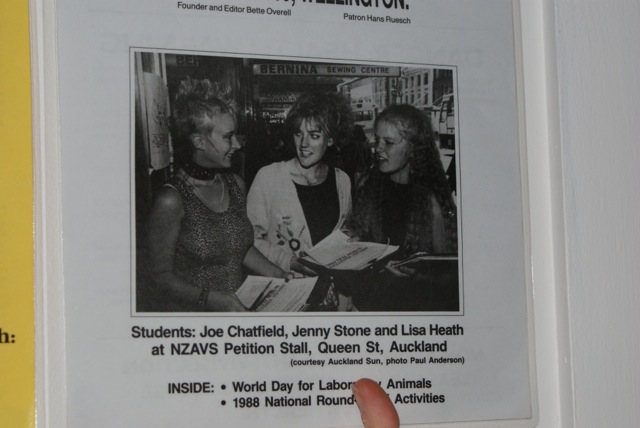 WELLINGTON.
Founder and Editor Bette Overell Patron Hans Ruesch
BERNINA SEWING CENTRE
Students: Joe Chatfield, Jenny Stone and Lisa Heath
at NZAVS Petition Stall, Queen St, Auckland
(courtesy Auckland Sun, photo Paul Anderson)
INSIDE: • World Day for Animals
• 1988 National Activities
h: